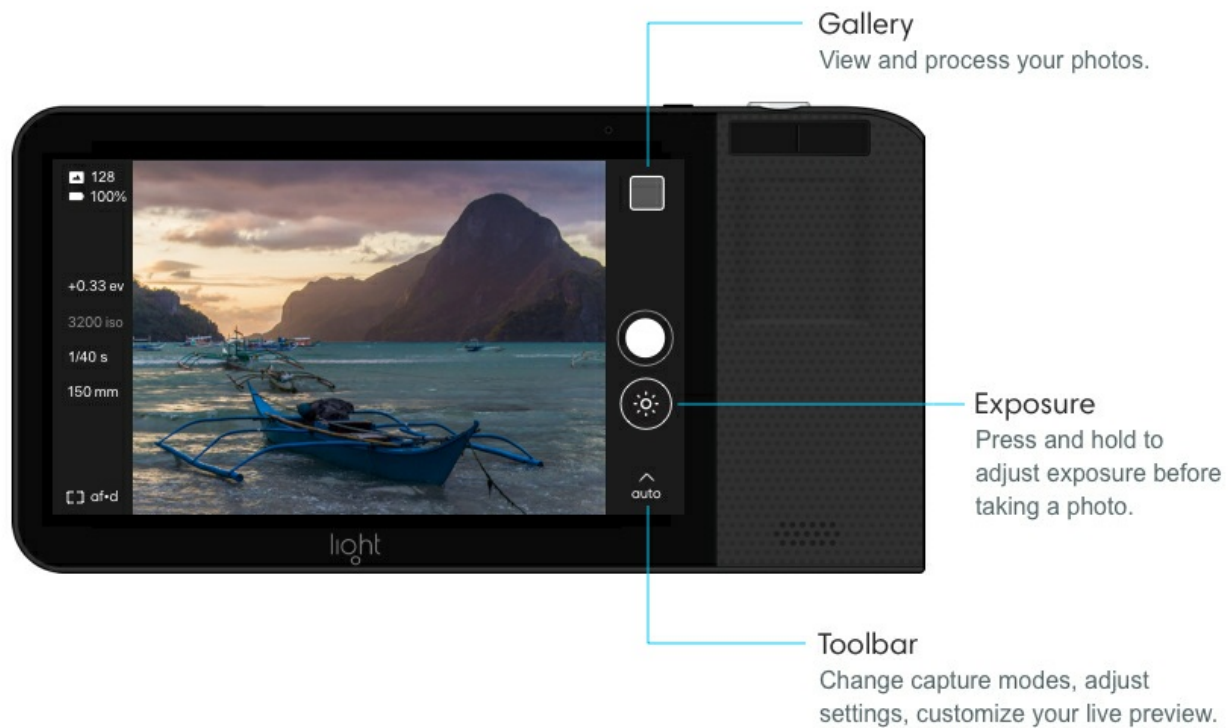 Gallery
View and process your photos.
128
100%
+0.33 ev
3200 iso
1/40 s
150 mm
af•d
auto
light
Exposure
Press and hold to
adjust exposure before
taking a photo.
Toolbar
Change capture modes, adjust
settings, customize your live preview.